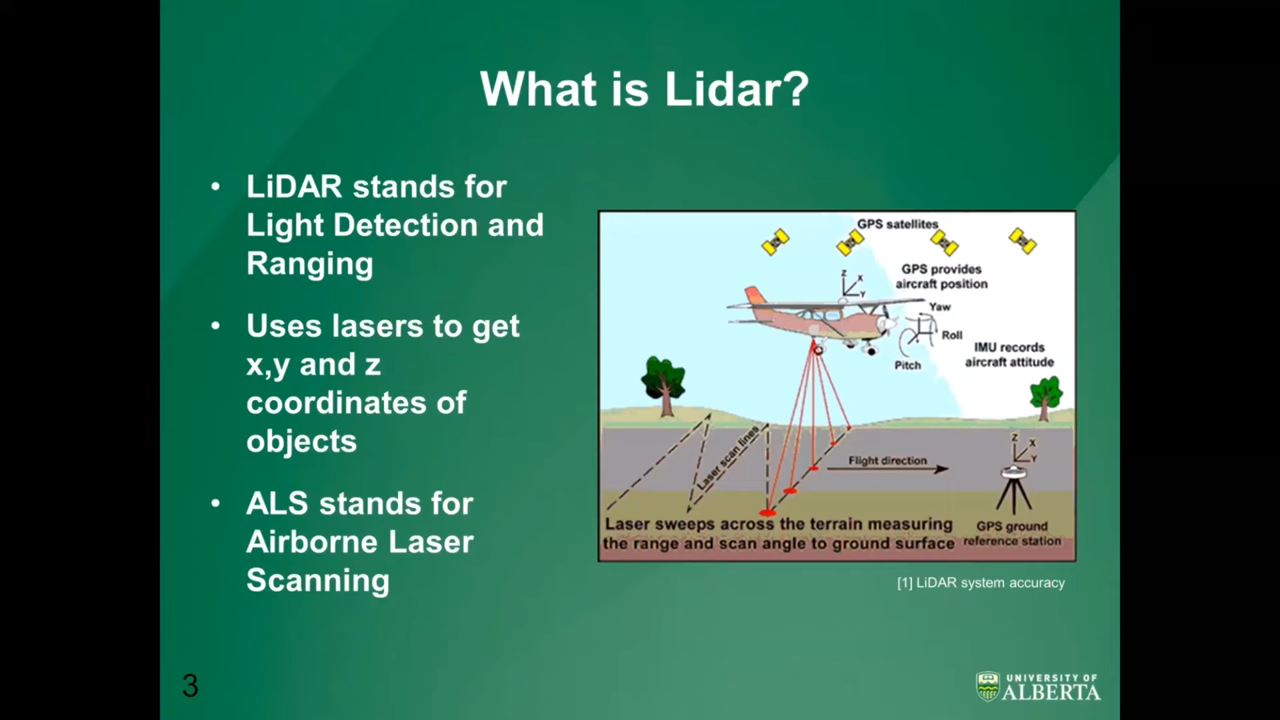 What is Lidar?
• LiDAR stands for
Light Detection and
Ranging
• Uses lasers to get
x,y and z
coordinates of
objects
• ALS stands for
Airborne Laser
Scanning
GPS satellites
GPS provides
aircraft position
Z
X
Y
Yaw
Roll
Pitch
IMU records
aircraft attitude
Laser scan lines
Flight direction
Z
X
Y
Laser sweeps across the terrain measuring
the range and scan angle to ground surface
GPS ground
reference station
[1] LiDAR system accuracy
3
UNIVERSITY OF
ALBERTA